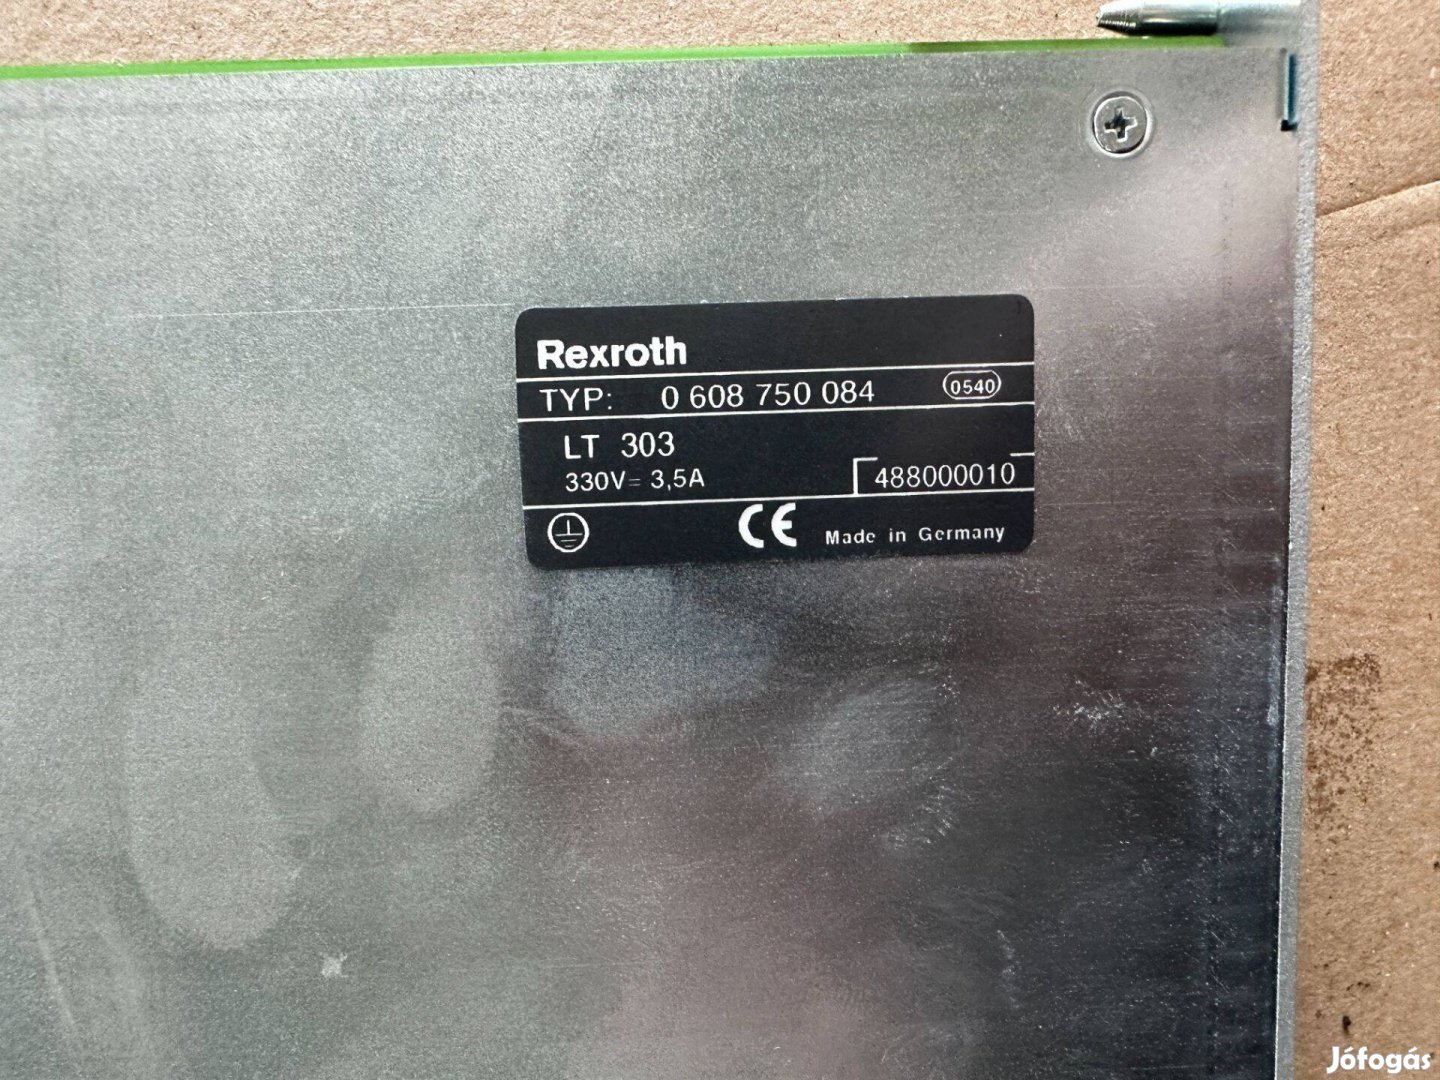 Rexroth
TYP: 0 608 750 084 0540
LT 303
330V= 3,5A 488000010
CE Made in Germany
Jófogás